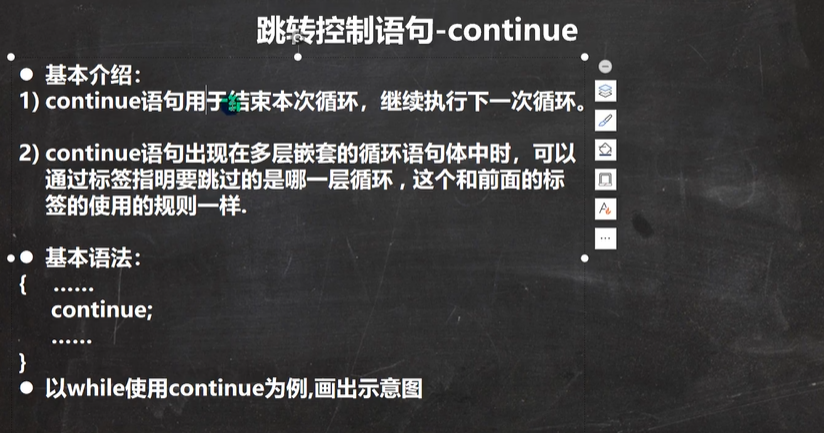 跳转控制语句-continue
● 基本介绍：
1) continue语句用于结束本次循环，继续执行下一次循环。
2) continue语句出现在多层嵌套的循环语句体中时，可以
通过标签指明要跳过的是哪一层循环 , 这个和前面的标
签的使用的规则一样.
● 基本语法：
{ ……
continue;
……
}
● 以while使用continue为例,画出示意图